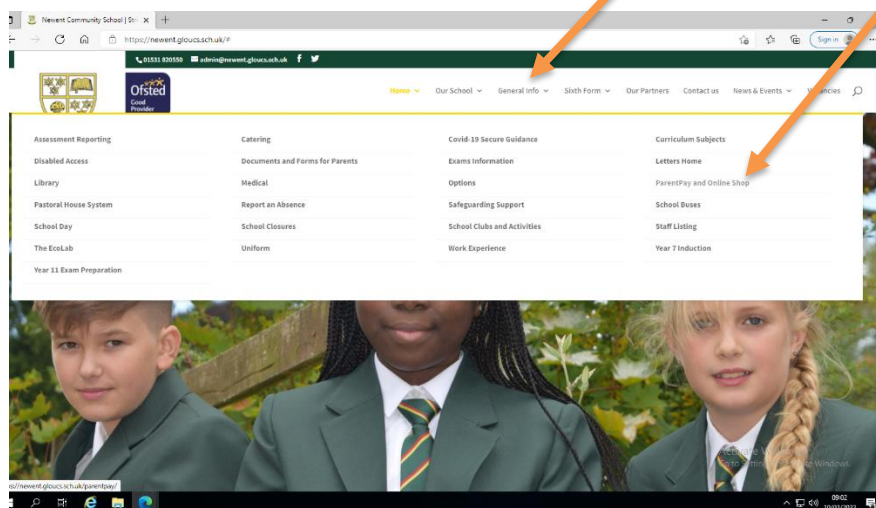 Newent Community School | Str
https://newent.gloucs.sch.uk/#
Sign in
01531 820550 admin@newent.gloucs.sch.uk
Ofsted
Good
Provider
Home Our School General Info Sixth Form Our Partners Contact us News & Events Vacancies
Assessment Reporting Catering Covid-19 Secure Guidance Curriculum Subjects
Disabled Access Documents and Forms for Parents Exams Information Letters Home
Library Medical Options ParentPay and Online Shop
Pastoral House System Report an Absence Safeguarding Support School Buses
School Day School Closures School Clubs and Activities Staff Listing
The EcoLab Uniform Work Experience Year 7 Induction
Year 11 Exam Preparation
Go to Windows.
newent.gloucs.sch.uk/parentpay/
09:02